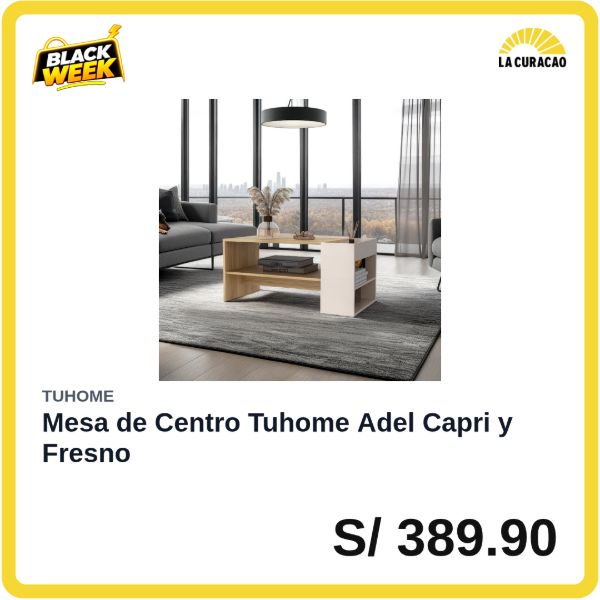 BLACK
WEEK
LA CURACAO
TUHOME
Mesa de Centro Tuhome Adel Capri y
Fresno
S/ 389.90